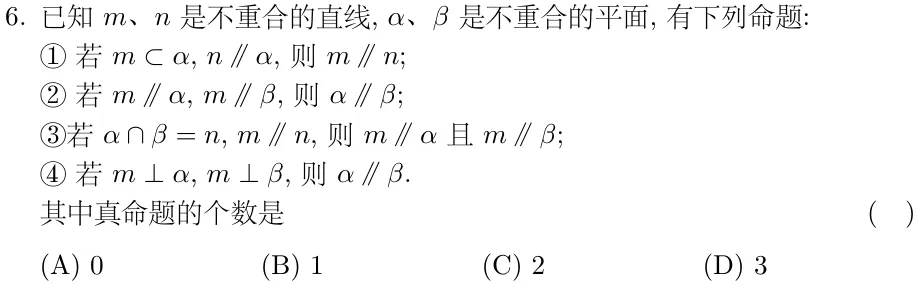 6. 已知 m、n 是不重合的直线, α、β 是不重合的平面, 有下列命题:
① 若 m ⊂ α, n ∥ α, 则 m ∥ n;
② 若 m ∥ α, m ∥ β, 则 α ∥ β;
③若 α ∩ β = n, m ∥ n, 则 m ∥ α 且 m ∥ β;
④ 若 m ⊥ α, m ⊥ β, 则 α ∥ β.
其中真命题的个数是 ( )
(A) 0 (B) 1 (C) 2 (D) 3